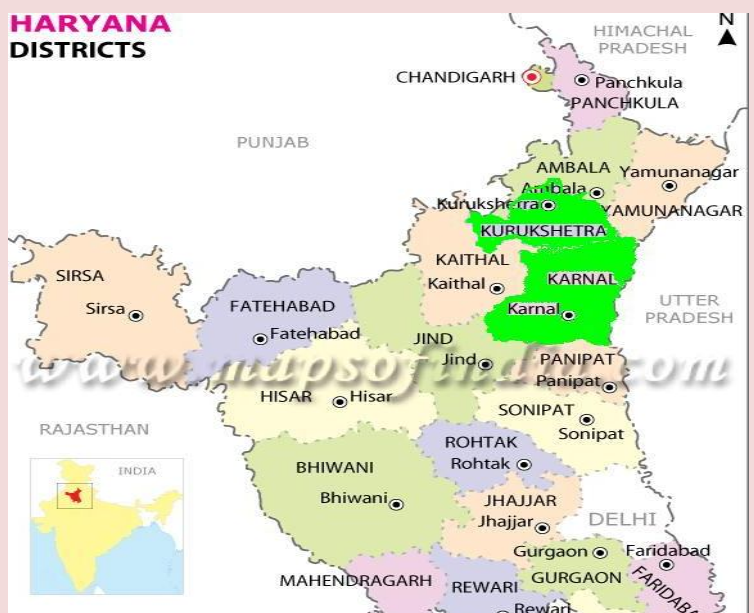 HARYANA
DISTRICTS
N
HIMACHAL
PRADESH
CHANDIGARH
Panchkula
PANCHKULA
PUNJAB
AMBALA
Yamunanagar
Ambala
Kurukshetra
YAMUNANAGAR
KURUKSHETRA
KAITHAL
SIRSA
KARNAL
Kaithal
FATEHABAD
UTTER
PRADESH
Sirsa
Karnal
Fatehabad
JIND
www.mapsofindia.com
Jind
PANIPAT
Panipat
HISAR
Hisar
SONIPAT
RAJASTHAN
Sonipat
ROHTAK
INDIA
BHIWANI
Rohtak
Bhiwani
JHAJJAR
Jhajjar
DELHI
Gurgaon
Faridabad
MAHENDRAGARH
REWARI
GURGAON
Rewari